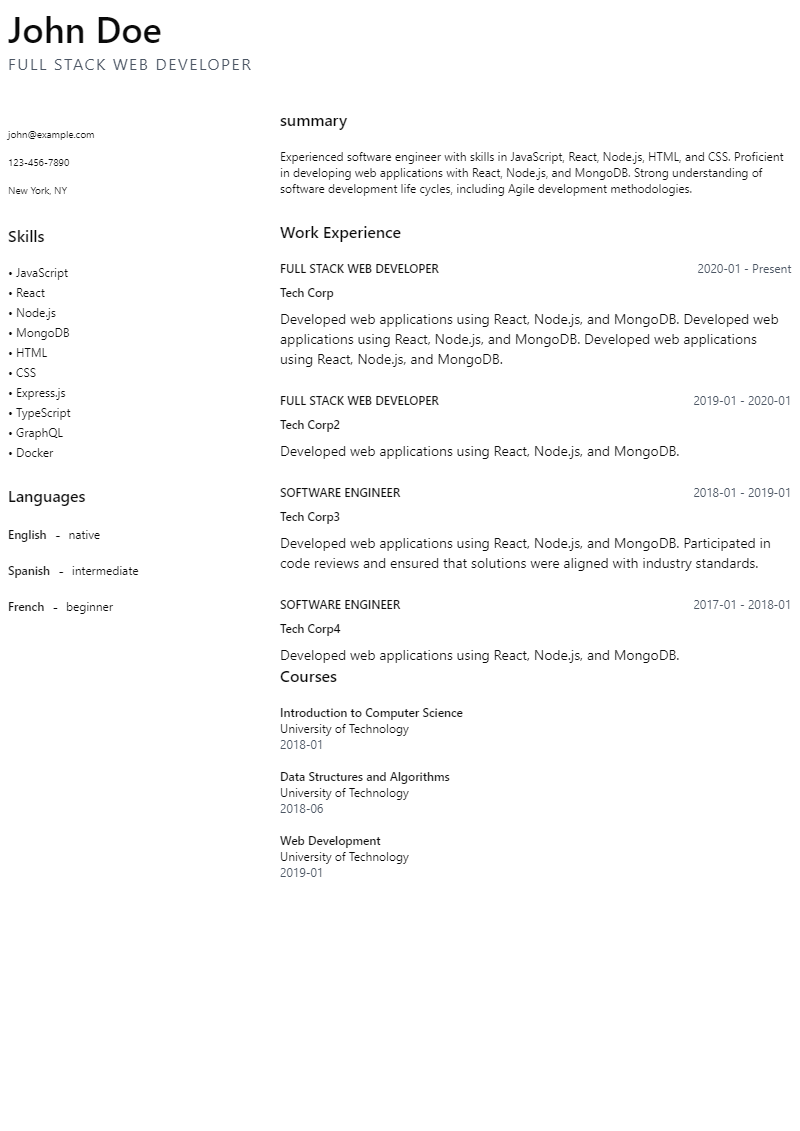 John Doe
FULL STACK WEB DEVELOPER
john@example.com
123-456-7890
New York, NY
Skills
• JavaScript
• React
• Node.js
• MongoDB
• HTML
• CSS
• Express.js
• TypeScript
• GraphQL
• Docker
Languages
English - native
Spanish - intermediate
French - beginner
summary
Experienced software engineer with skills in JavaScript, React, Node.js, HTML, and CSS. Proficient
in developing web applications with React, Node.js, and MongoDB. Strong understanding of
software development life cycles, including Agile development methodologies.
Work Experience
FULL STACK WEB DEVELOPER 2020-01 - Present
Tech Corp
Developed web applications using React, Node.js, and MongoDB. Developed web
applications using React, Node.js, and MongoDB. Developed web applications
using React, Node.js, and MongoDB.
FULL STACK WEB DEVELOPER 2019-01 - 2020-01
Tech Corp2
Developed web applications using React, Node.js, and MongoDB.
SOFTWARE ENGINEER 2018-01 - 2019-01
Tech Corp3
Developed web applications using React, Node.js, and MongoDB. Participated in
code reviews and ensured that solutions were aligned with industry standards.
SOFTWARE ENGINEER 2017-01 - 2018-01
Tech Corp4
Developed web applications using React, Node.js, and MongoDB.
Courses
Introduction to Computer Science
University of Technology
2018-01
Data Structures and Algorithms
University of Technology
2018-06
Web Development
University of Technology
2019-01